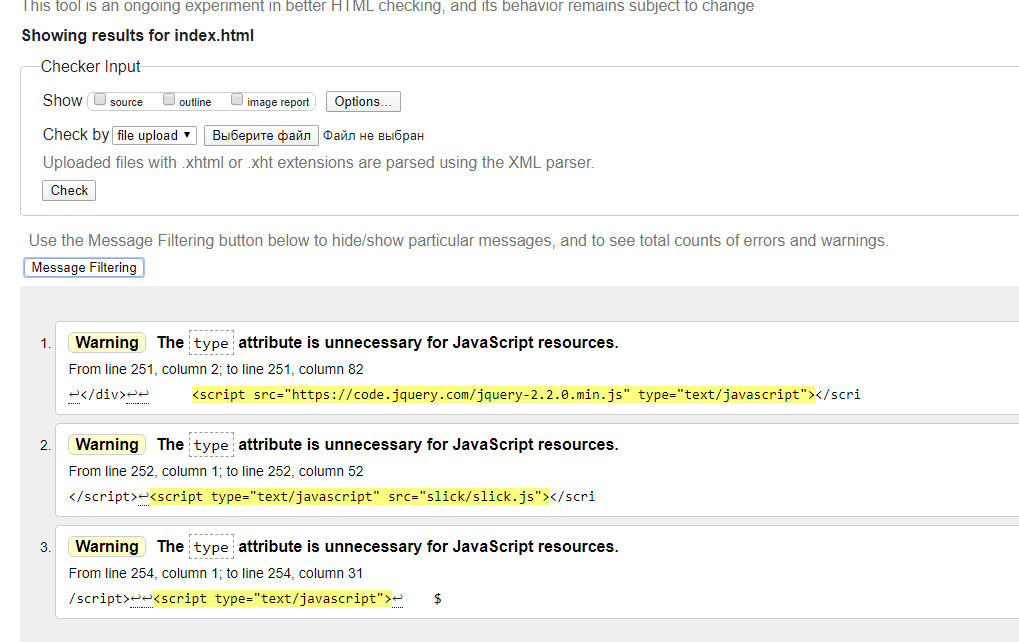 This tool is an ongoing experiment in better HTML checking, and its behavior remains subject to change
Showing results for index.html
Checker Input
Show source outline image report Options...
Check by file upload ▼ Выберите файл Файл не выбран
Uploaded files with .xhtml or .xht extensions are parsed using the XML parser.
Check
Use the Message Filtering button below to hide/show particular messages, and to see total counts of errors and warnings.
Message Filtering
1. Warning The type attribute is unnecessary for JavaScript resources.
From line 251, column 2; to line 251, column 82
↩</div>↩↩ <script src="https://code.jquery.com/jquery-2.2.0.min.js" type="text/javascript"></scri
2. Warning The type attribute is unnecessary for JavaScript resources.
From line 252, column 1; to line 252, column 52
</script>↩<script type="text/javascript" src="slick/slick.js"></scri
3. Warning The type attribute is unnecessary for JavaScript resources.
From line 254, column 1; to line 254, column 31
/script>↩↩<script type="text/javascript">↩ $